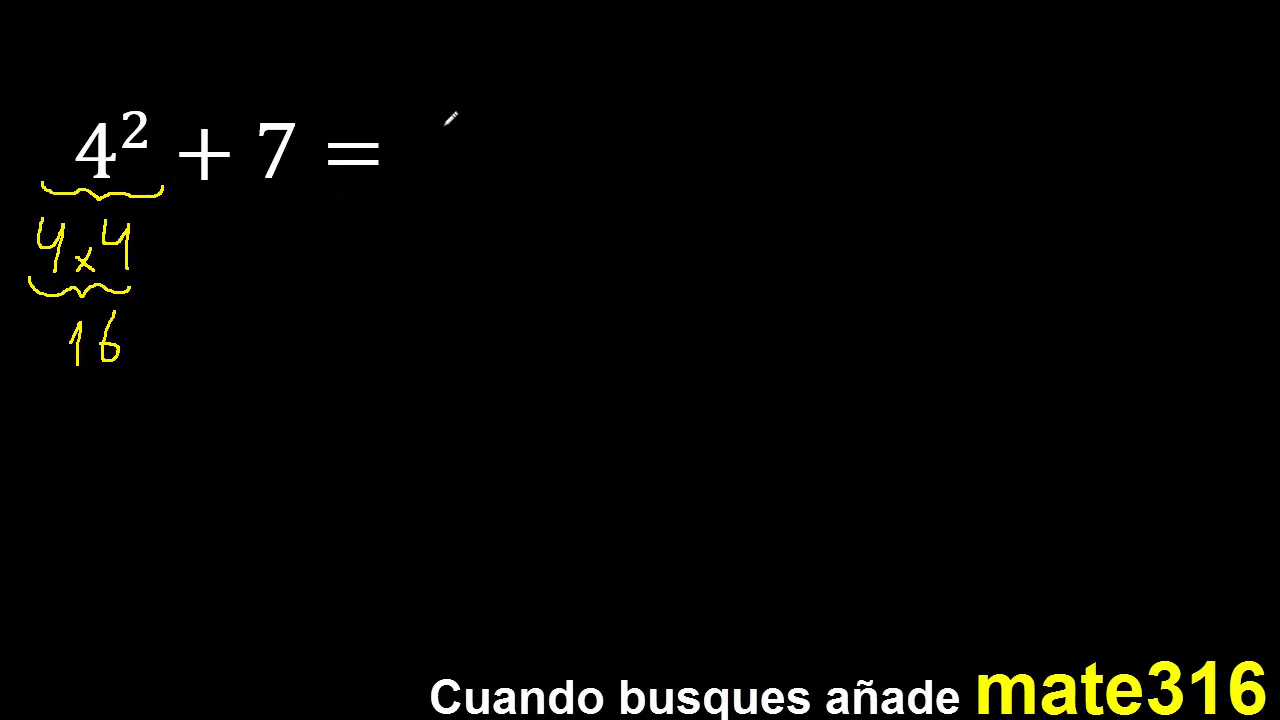 4² + 7 =
4x4
16
Cuando busques añade mate316